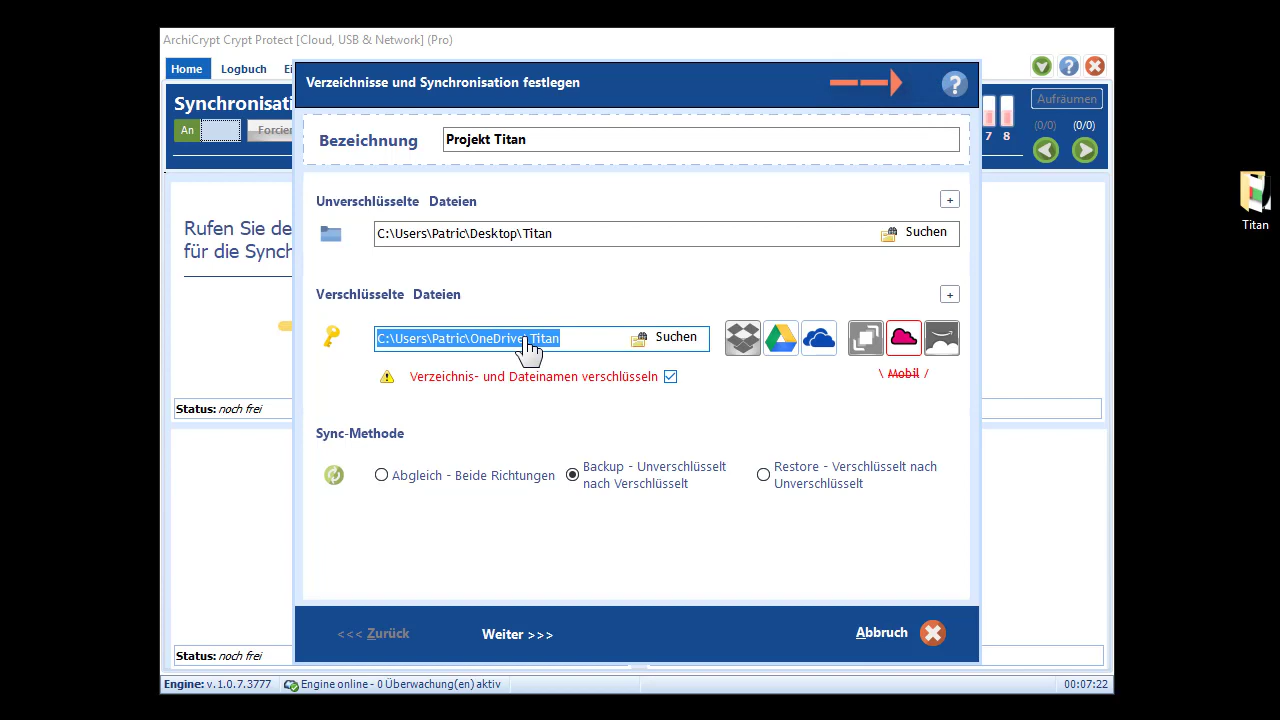 ArchiCrypt Crypt Protect [Cloud, USB & Network] (Pro)
Home Logbuch Ei
Verzeichnisse und Synchronisation festlegen
?
?
Synchronisati
Aufräumen
An
Forcier
7 8
(0/0) (0/0)
Bezeichnung
Projekt Titan
Unverschlüsselte Dateien
+
C:\Users\Patric\Desktop\Titan
Suchen
Titan
Rufen Sie de
für die Synch
Verschlüsselte Dateien
+
C:\Users\Patric\OneDrive\Titan
Suchen
Verzeichnis- und Dateinamen verschlüsseln
\ Mobil /
Status: noch frei
Sync-Methode
Abgleich - Beide Richtungen
Backup - Unverschlüsselt
nach Verschlüsselt
Restore - Verschlüsselt nach
Unverschlüsselt
<<< Zurück
Weiter >>>
Abbruch
Status: noch frei
Engine: v.1.0.7.3777
Engine online - 0 Überwachung(en) aktiv
00:07:22